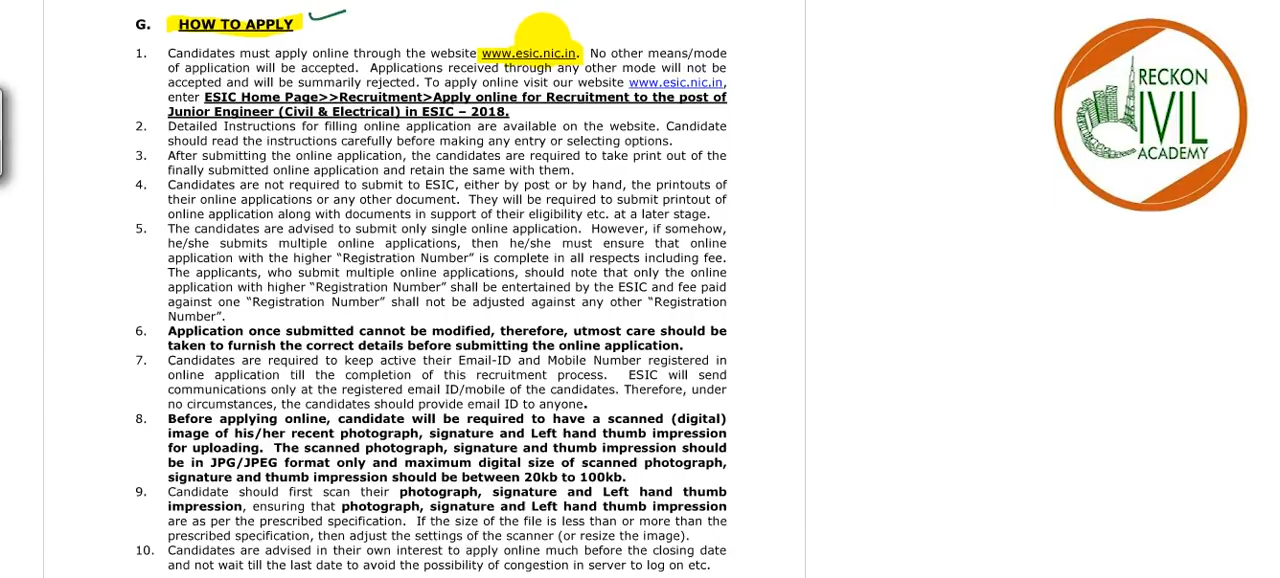 G. HOW TO APPLY
1. Candidates must apply online through the website www.esic.nic.in. No other means/mode
of application will be accepted. Applications received through any other mode will not be
accepted and will be summarily rejected. To apply online visit our website www.esic.nic.in,
enter ESIC Home Page>>Recruitment>Apply online for Recruitment to the post of
Junior Engineer (Civil & Electrical) in ESIC – 2018.
2. Detailed Instructions for filling online application are available on the website. Candidate
should read the instructions carefully before making any entry or selecting options.
3. After submitting the online application, the candidates are required to take print out of the
finally submitted online application and retain the same with them.
4. Candidates are not required to submit to ESIC, either by post or by hand, the printouts of
their online applications or any other document. They will be required to submit printout of
online application along with documents in support of their eligibility etc. at a later stage.
5. The candidates are advised to submit only single online application. However, if somehow,
he/she submits multiple online applications, then he/she must ensure that online
application with the higher “Registration Number” is complete in all respects including fee.
The applicants, who submit multiple online applications, should note that only the online
application with higher “Registration Number” shall be entertained by the ESIC and fee paid
against one “Registration Number” shall not be adjusted against any other “Registration
Number”.
6. Application once submitted cannot be modified, therefore, utmost care should be
taken to furnish the correct details before submitting the online application.
7. Candidates are required to keep active their Email-ID and Mobile Number registered in
online application till the completion of this recruitment process. ESIC will send
communications only at the registered email ID/mobile of the candidates. Therefore, under
no circumstances, the candidates should provide email ID to anyone.
8. Before applying online, candidate will be required to have a scanned (digital)
image of his/her recent photograph, signature and Left hand thumb impression
for uploading. The scanned photograph, signature and thumb impression should
be in JPG/JPEG format only and maximum digital size of scanned photograph,
signature and thumb impression should be between 20kb to 100kb.
9. Candidate should first scan their photograph, signature and Left hand thumb
impression, ensuring that photograph, signature and Left hand thumb impression
are as per the prescribed specification. If the size of the file is less than or more than the
prescribed specification, then adjust the settings of the scanner (or resize the image).
10. Candidates are advised in their own interest to apply online much before the closing date
and not wait till the last date to avoid the possibility of congestion in server to log on etc.
RECKON
CIVIL
ACADEMY